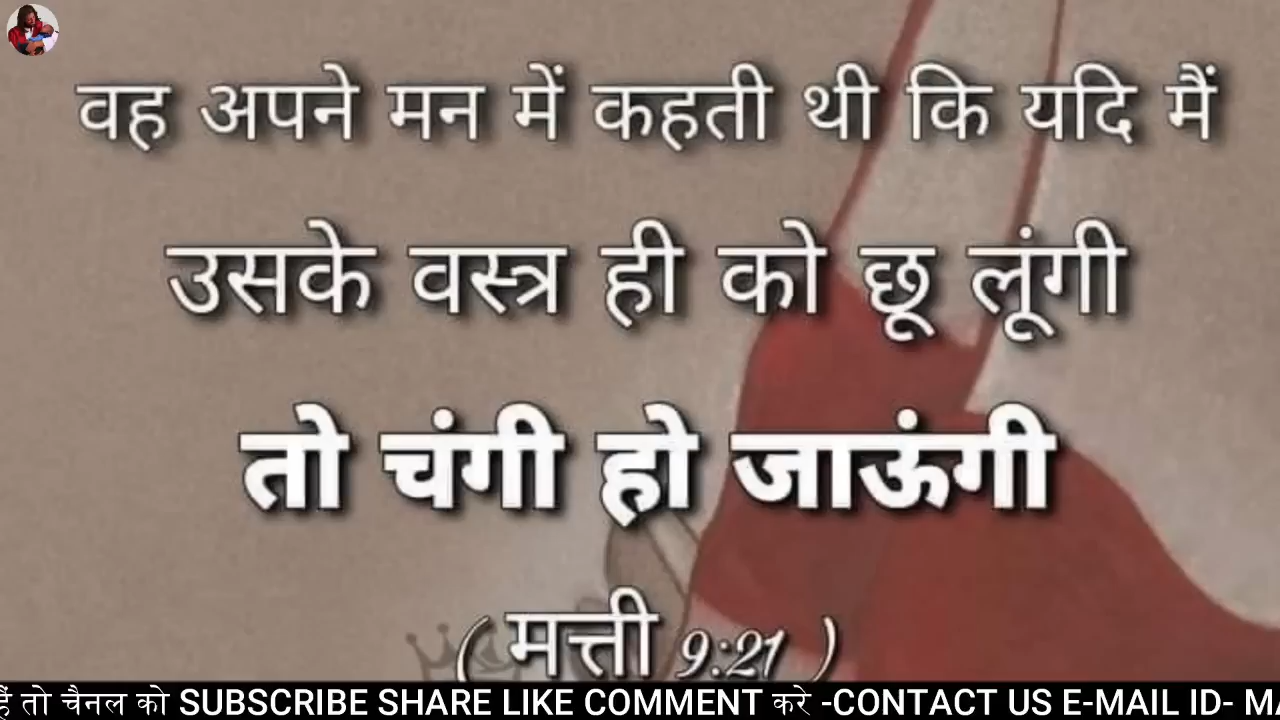 वह अपने मन में कहती थी कि यदि मैं
उसके वस्त्र ही को छू लूंगी
तो चंगी हो जाऊंगी
( मत्ती 9:21 )
हैं तो चैनल को SUBSCRIBE SHARE LIKE COMMENT करे -CONTACT US E-MAIL ID-